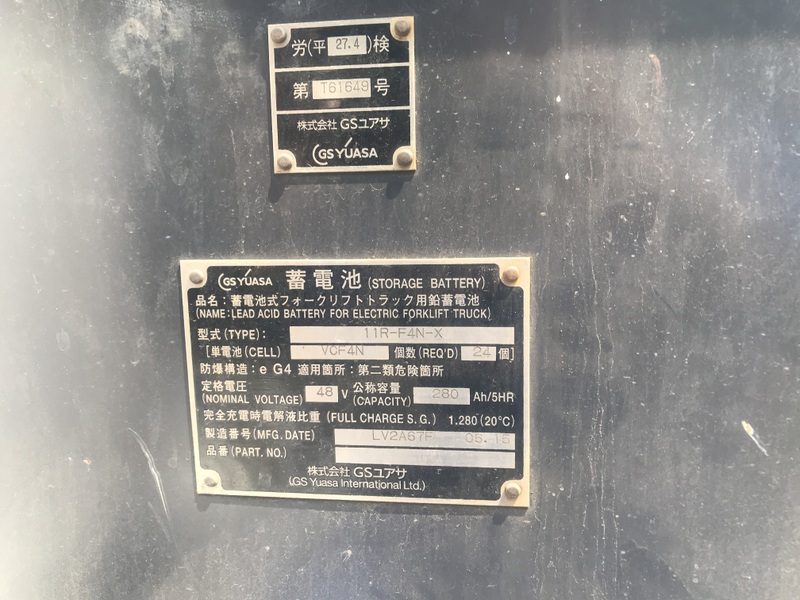 労(平 27.4)検
第 T61649 号
株式会社 GSユアサ
GSYUASA
GSYUASA 蓄電池 (STORAGE BATTERY)
品名：蓄電池式フォークリフトトラック用鉛蓄電池
(NAME: LEAD ACID BATTERY FOR ELECTRIC FORKLIFT TRUCK)
型式 (TYPE): 11R-F4N-X
[単電池 (CELL) VCF4N 個数 (REQ'D) 24 個]
防爆構造：e G4 適用箇所：第二類危険箇所
定格電圧 (NOMINAL VOLTAGE) 48 V 公称容量 (CAPACITY) 280 Ah/5HR
完全充電時電解液比重 (FULL CHARGE S. G.) 1.280 (20°C)
製造番号 (MFG. DATE) LV2A67F 05.15
品番 (PART. NO.)
株式会社 GSユアサ
(GS Yuasa International Ltd.)